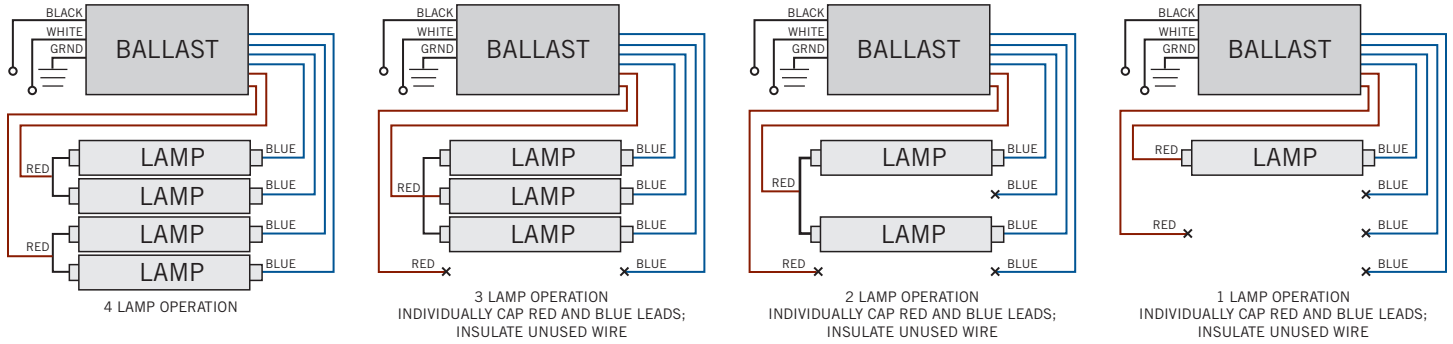 BLACK
WHITE
GRND
BALLAST
LAMP
BLUE
RED
LAMP
BLUE
LAMP
BLUE
RED
LAMP
BLUE
4 LAMP OPERATION
BLACK
WHITE
GRND
BALLAST
LAMP
BLUE
RED
LAMP
BLUE
LAMP
BLUE
RED
BLUE
3 LAMP OPERATION
INDIVIDUALLY CAP RED AND BLUE LEADS;
INSULATE UNUSED WIRE
BLACK
WHITE
GRND
BALLAST
LAMP
BLUE
RED
BLUE
LAMP
BLUE
RED
BLUE
2 LAMP OPERATION
INDIVIDUALLY CAP RED AND BLUE LEADS;
INSULATE UNUSED WIRE
BLACK
WHITE
GRND
BALLAST
RED
LAMP
BLUE
BLUE
RED
BLUE
BLUE
1 LAMP OPERATION
INDIVIDUALLY CAP RED AND BLUE LEADS;
INSULATE UNUSED WIRE